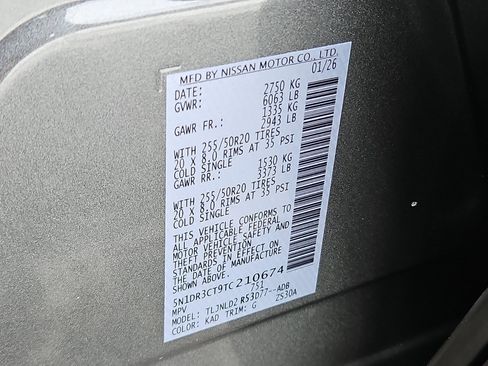 MFD BY NISSAN MOTOR CO., LTD.
DATE: 01/26
GVWR: 2750 KG
6063 LB
GAWR FR.: 1335 KG
2943 LB
WITH 255/50R20 TIRES
20 X 8.0 RIMS AT 35 PSI
COLD SINGLE
GAWR RR.: 1530 KG
3373 LB
WITH 255/50R20 TIRES
20 X 8.0 RIMS AT 35 PSI
COLD SINGLE
THIS VEHICLE CONFORMS TO
ALL APPLICABLE FEDERAL
MOTOR VEHICLE SAFETY AND
THEFT PREVENTION
STANDARDS IN EFFECT ON
THE DATE OF MANUFACTURE
SHOWN ABOVE.
5N1DR3CT9TC210674
MPV 751
MODEL: TLJNLD2 R53D77--ADB
COLOR: KAD TRIM: G ZS30A